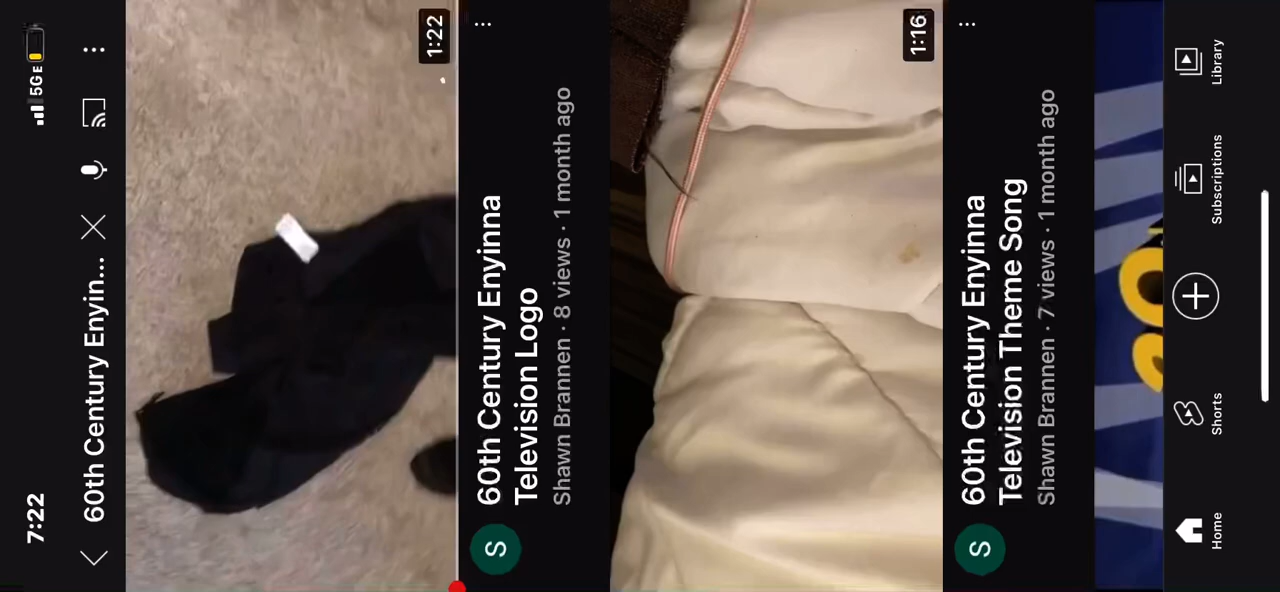 7:22
5GE
60th Century Enyin...
1:22
S
60th Century Enyinna
Television Logo
Shawn Brannen · 8 views · 1 month ago
1:16
S
60th Century Enyinna
Television Theme Song
Shawn Brannen · 7 views · 1 month ago
Home
Shorts
Subscriptions
Library